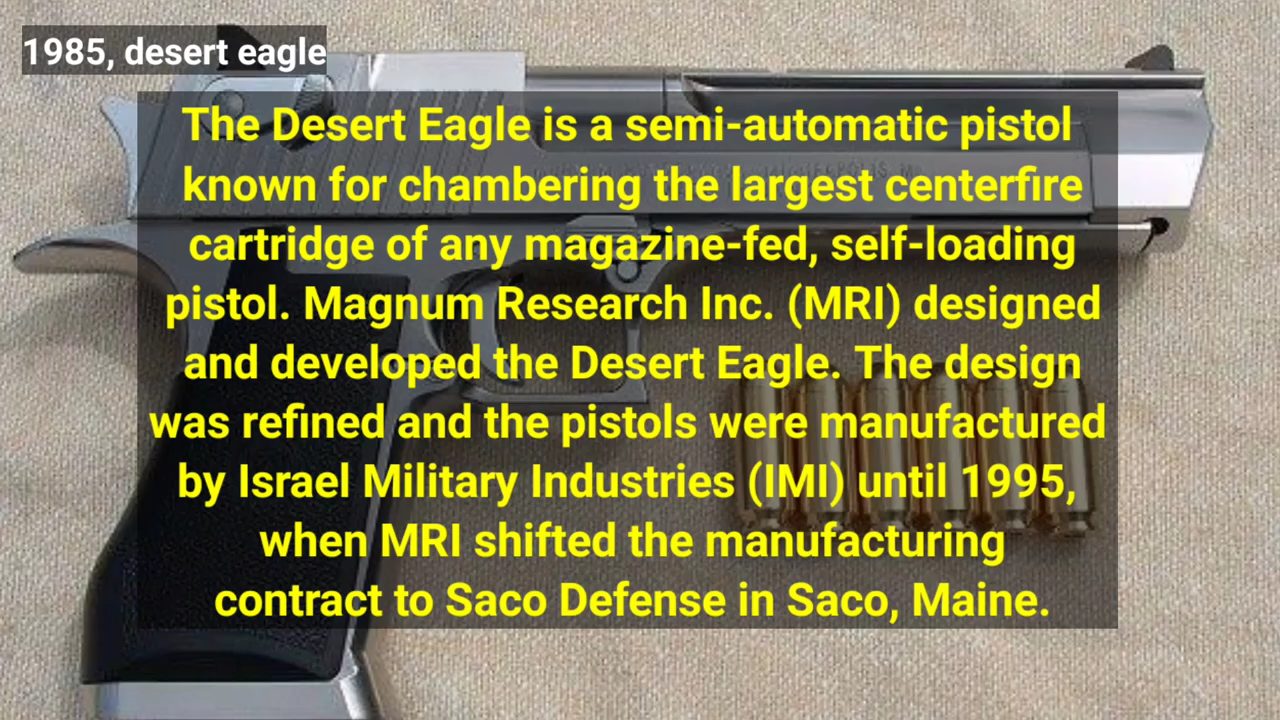 1985, desert eagle
The Desert Eagle is a semi-automatic pistol
known for chambering the largest centerfire
cartridge of any magazine-fed, self-loading
pistol. Magnum Research Inc. (MRI) designed
and developed the Desert Eagle. The design
was refined and the pistols were manufactured
by Israel Military Industries (IMI) until 1995,
when MRI shifted the manufacturing
contract to Saco Defense in Saco, Maine.